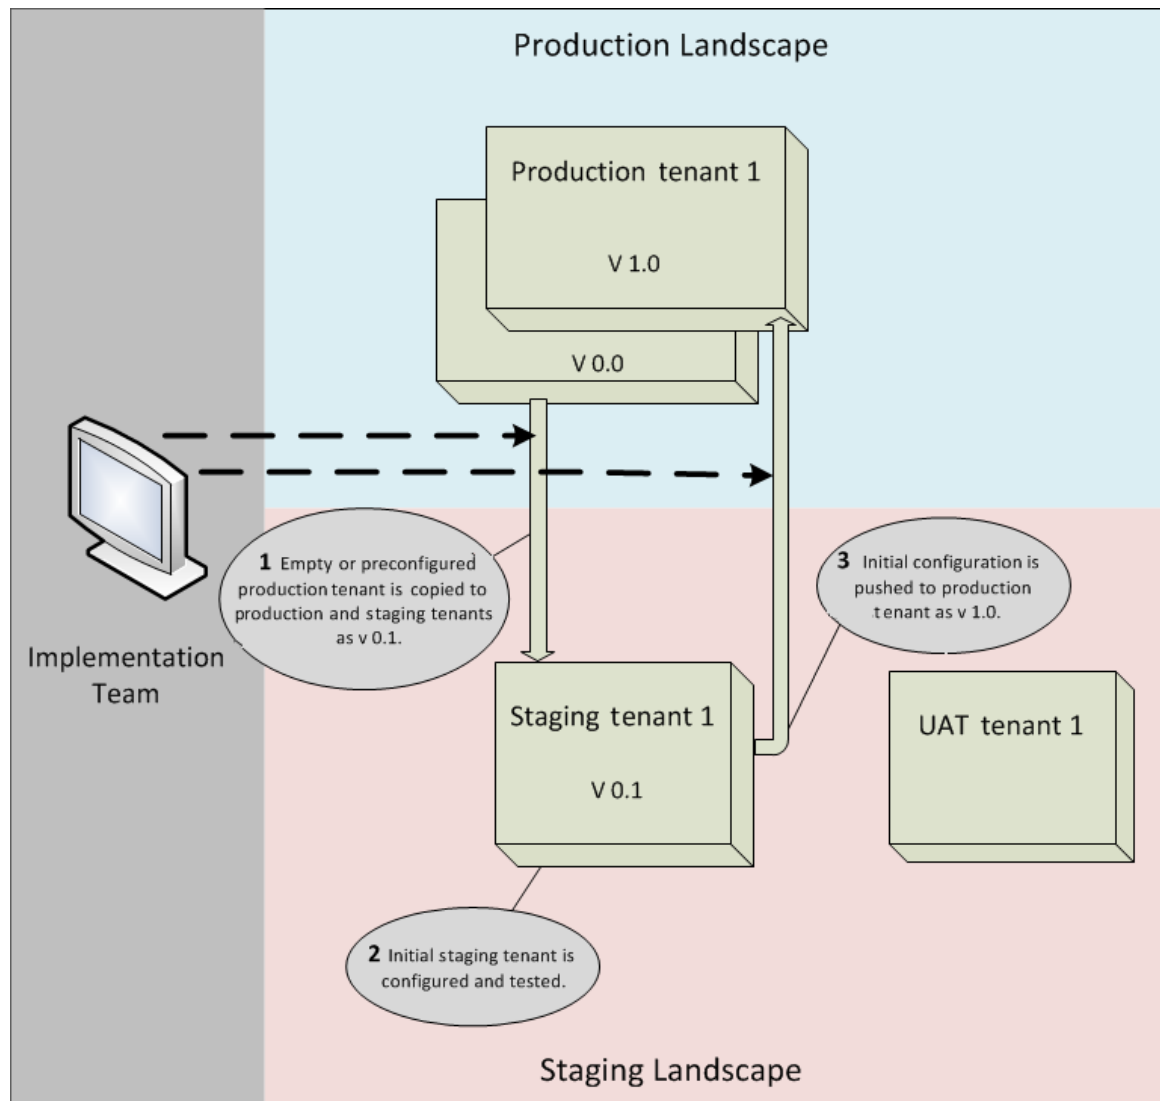 Production Landscape
Production tenant 1
V 1.0
V 0.0
1 Empty or preconfigured
production tenant is copied to
production and staging tenants
as v 0.1.
3 Initial configuration is
pushed to production
tenant as v 1.0.
Implementation
Team
Staging tenant 1
V 0.1
UAT tenant 1
2 Initial staging tenant is
configured and tested.
Staging Landscape